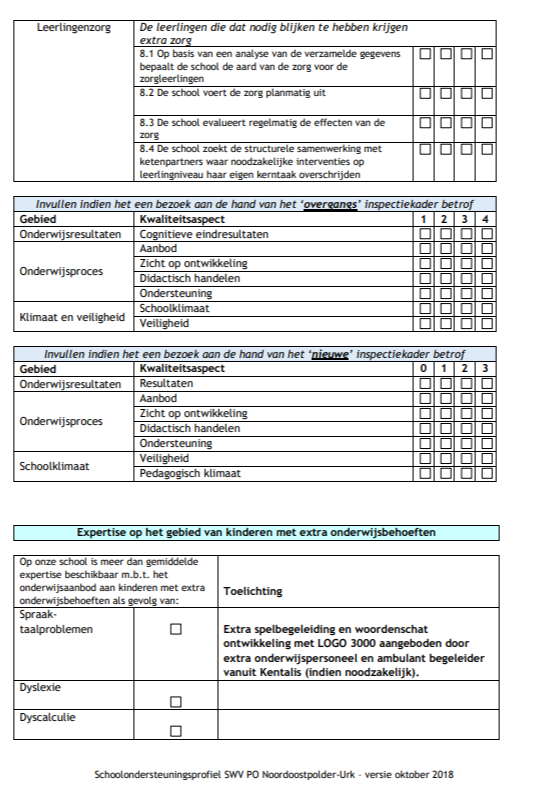 Leerlingenzorg
De leerlingen die dat nodig blijken te hebben krijgen
extra zorg
8.1 Op basis van een analyse van de verzamelde gegevens
bepaalt de school de aard van de zorg voor de
zorgleerlingen
8.2 De school voert de zorg planmatig uit
8.3 De school evalueert regelmatig de effecten van de
zorg
8.4 De school zoekt de structurele samenwerking met
ketenpartners waar noodzakelijke interventies op
leerlingniveau haar eigen kerntaak overschrijden
Invullen indien het een bezoek aan de hand van het ‘overgangs’ inspectiekader betrof
Gebied Kwaliteitsaspect 1 2 3 4
Onderwijsresultaten Cognitieve eindresultaten
Onderwijsproces
Aanbod
Zicht op ontwikkeling
Didactisch handelen
Ondersteuning
Klimaat en veiligheid
Schoolklimaat
Veiligheid
Invullen indien het een bezoek aan de hand van het ‘nieuwe’ inspectiekader betrof
Gebied Kwaliteitsaspect 0 1 2 3
Onderwijsresultaten Resultaten
Onderwijsproces
Aanbod
Zicht op ontwikkeling
Didactisch handelen
Ondersteuning
Schoolklimaat
Veiligheid
Pedagogisch klimaat
Expertise op het gebied van kinderen met extra onderwijsbehoeften
Op onze school is meer dan gemiddelde
expertise beschikbaar m.b.t. het
onderwijsaanbod aan kinderen met extra
onderwijsbehoeften als gevolg van:
Toelichting
Spraak-
taalproblemen
Extra spelbegeleiding en woordenschat
ontwikkeling met LOGO 3000 aangeboden door
extra onderwijspersoneel en ambulant begeleider
vanuit Kentalis (indien noodzakelijk).
Dyslexie
Dyscalculie
Schoolondersteuningsprofiel SWV PO Noordoostpolder-Urk - versie oktober 2018